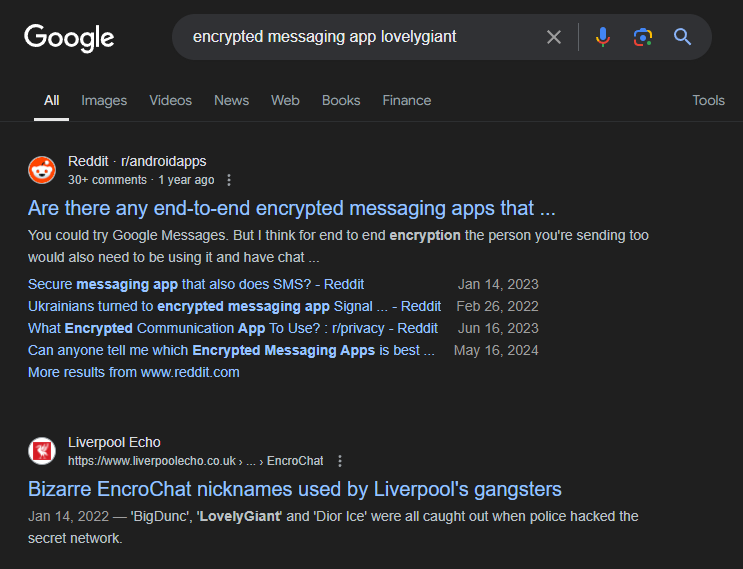 Google
encrypted messaging app lovelygiant
All Images Videos News Web Books Finance Tools
Reddit · r/androidapps
30+ comments · 1 year ago
Are there any end-to-end encrypted messaging apps that ...
You could try Google Messages. But I think for end to end encryption the person you're sending too
would also need to be using it and have chat ...
Secure messaging app that also does SMS? - Reddit Jan 14, 2023
Ukrainians turned to encrypted messaging app Signal ... - Reddit Feb 26, 2022
What Encrypted Communication App To Use? : r/privacy - Reddit Jun 16, 2023
Can anyone tell me which Encrypted Messaging Apps is best ... May 16, 2024
More results from www.reddit.com
Liverpool Echo
https://www.liverpoolecho.co.uk › ... › EncroChat
Bizarre EncroChat nicknames used by Liverpool's gangsters
Jan 14, 2022 — 'BigDunc', 'LovelyGiant' and 'Dior Ice' were all caught out when police hacked the
secret network.